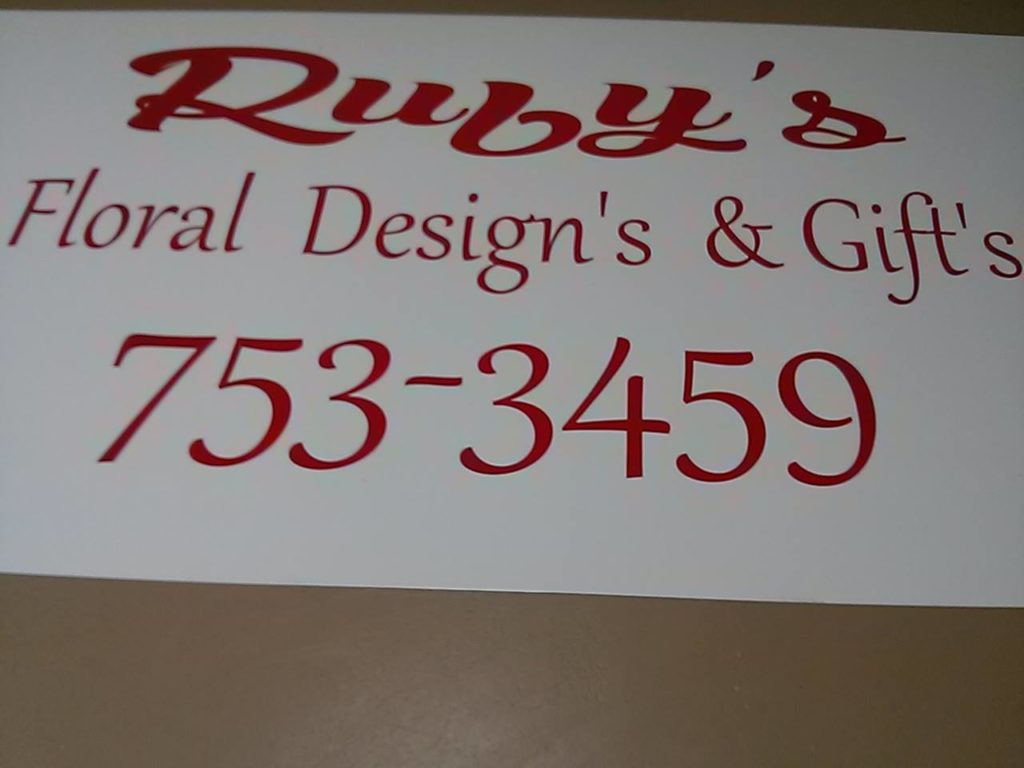 Ruby's
Floral Design's & Gift's
753-3459